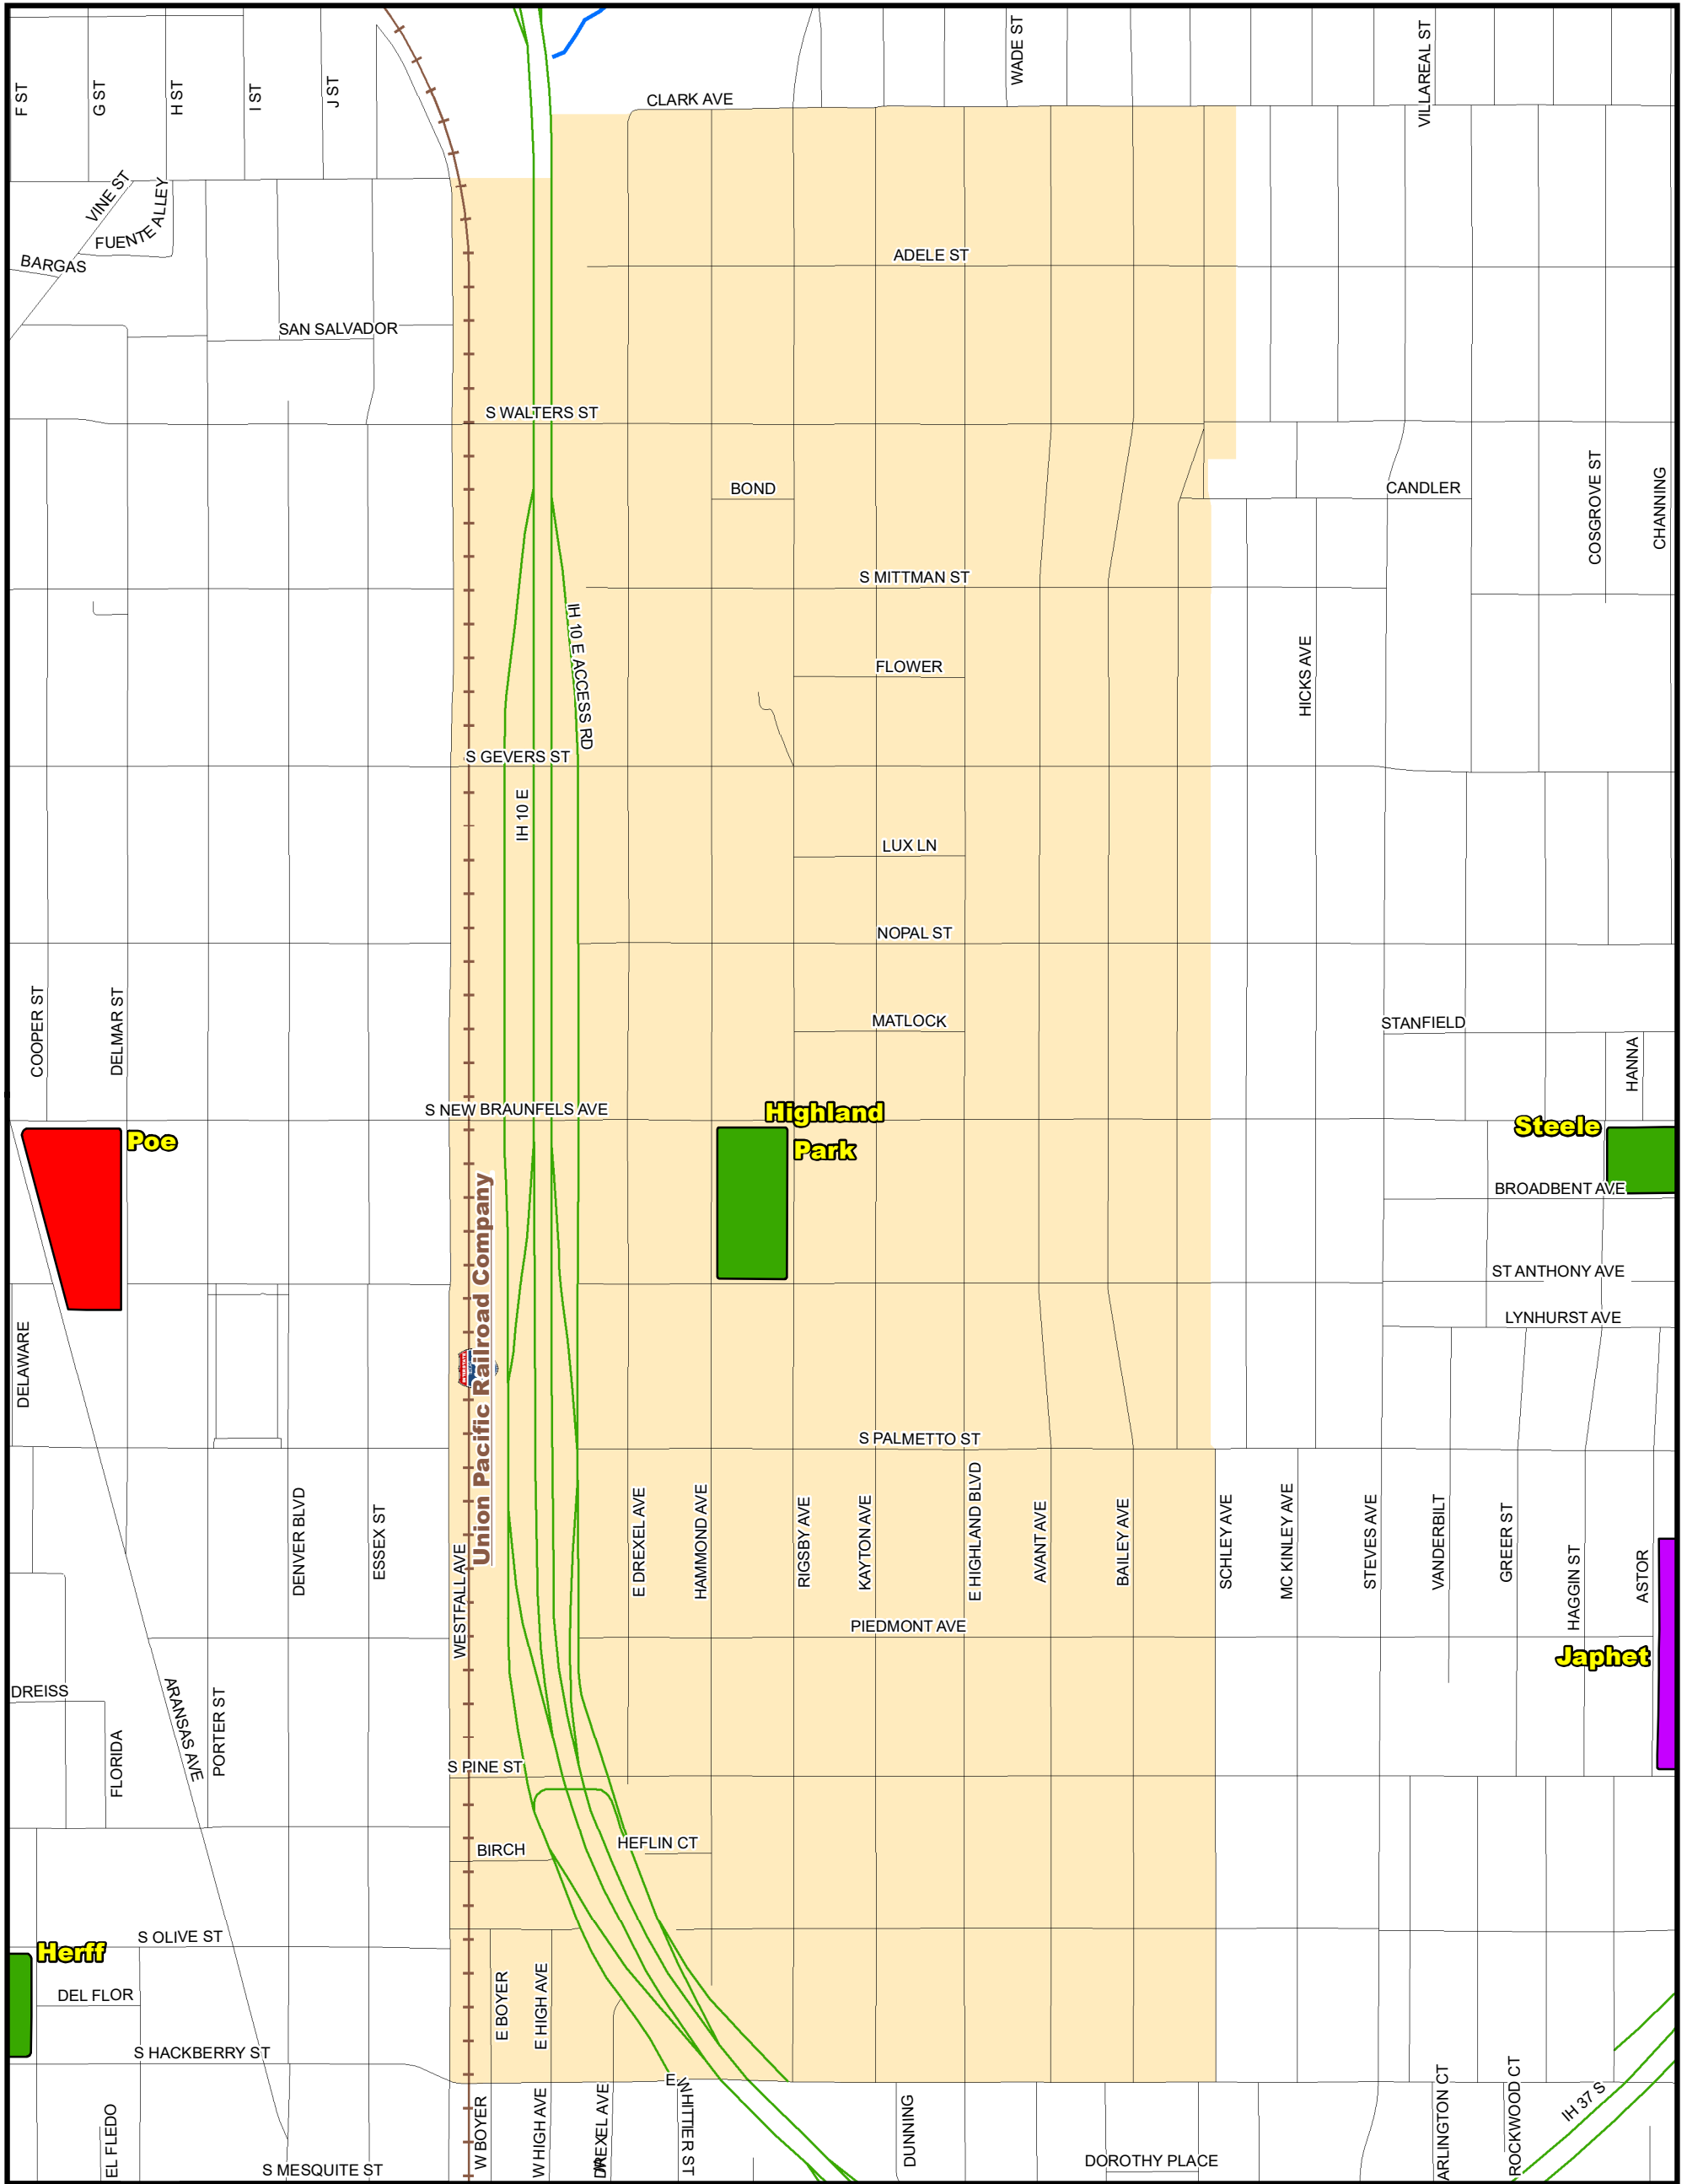 F ST
G ST
H ST
I ST
J ST
WADE ST
VILLAREAL ST
CLARK AVE
VINE ST
FUENTE ALLEY
BARGAS
ADELE ST
SAN SALVADOR
S WALTERS ST
BOND
CANDLER
COSGROVE ST
CHANNING
S MITTMAN ST
IH 10 E ACCESS RD
FLOWER
HICKS AVE
S GEVERS ST
IH 10 E
LUX LN
NOPAL ST
COOPER ST
DELMAR ST
MATLOCK
STANFIELD
HANNA
S NEW BRAUNFELS AVE
Highland
Park
Poe
Steele
BROADBENT AVE
Union Pacific Railroad Company
ST ANTHONY AVE
LYNHURST AVE
DELAWARE
S PALMETTO ST
DENVER BLVD
ESSEX ST
WESTFALL AVE
E DREXEL AVE
HAMMOND AVE
RIGSBY AVE
KAYTON AVE
E HIGHLAND BLVD
AVANT AVE
BAILEY AVE
SCHLEY AVE
MC KINLEY AVE
STEVES AVE
VANDERBILT
GREER ST
HAGGIN ST
ASTOR
PIEDMONT AVE
Japhet
DREISS
FLORIDA
ARANSAS AVE
PORTER ST
S PINE ST
BIRCH
HEFLIN CT
S OLIVE ST
Herff
DEL FLOR
E BOYER
E HIGH AVE
S HACKBERRY ST
E WHITTIER ST
EL FLEDO
W BOYER
W HIGH AVE
DREXEL AVE
DUNNING
DOROTHY PLACE
ARLINGTON CT
ROCKWOOD CT
IH 37 S
S MESQUITE ST